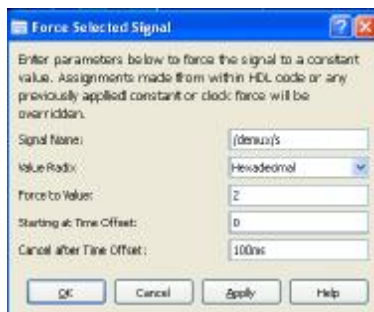 Force Selected Signal
Enter parameters below to force the signal to a constant
value. Assignments made from within HDL code or any
previously applied constant or clock force will be
overridden.
Signal Name: /demux/s
Value Radix: Hexadecimal
Force to Value: 2
Starting at Time Offset: 0
Cancel after Time Offset: 100ms
OK Cancel Apply Help